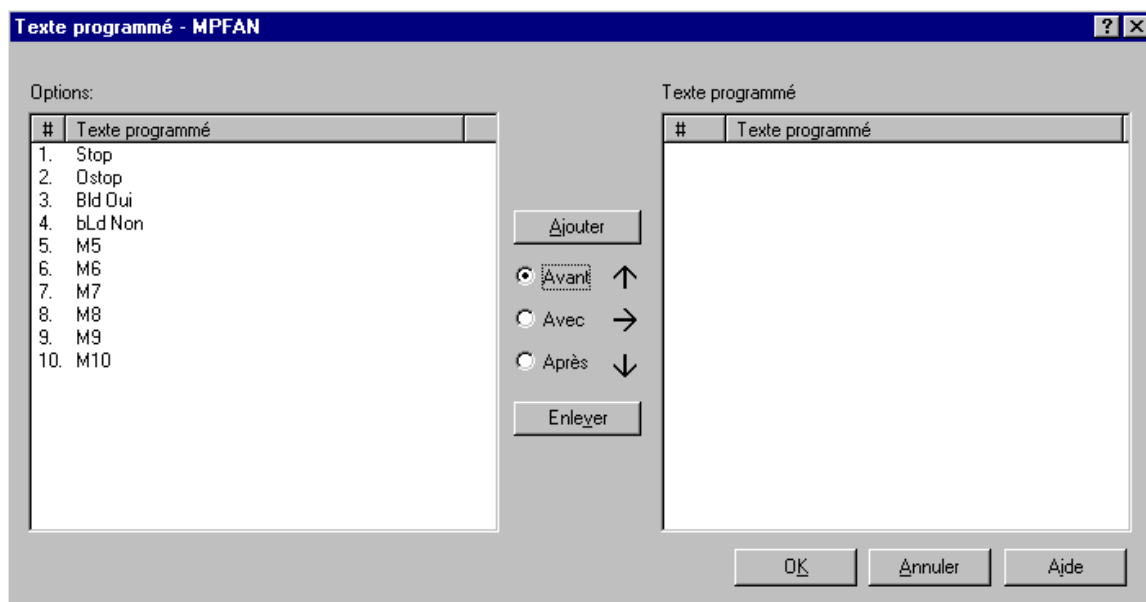 Texte programmé - MPFAN
Options:
# Texte programmé
1. Stop
2. Ostop
3. Bld Oui
4. bLd Non
5. M5
6. M6
7. M7
8. M8
9. M9
10. M10
Ajouter
Avant
Avec
Après
Enlever
Texte programmé
# Texte programmé
OK
Annuler
Aide